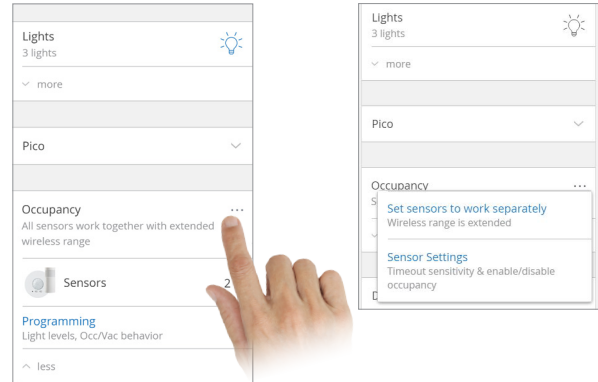 Lights
3 lights
more
Pico
Occupancy
...
All sensors work together with extended
wireless range
Sensors
2
Programming
Light levels, Occ/Vac behavior
less
Lights
3 lights
more
Pico
Occupancy
...
S
Set sensors to work separately
Wireless range is extended
Sensor Settings
Timeout sensitivity & enable/disable
occupancy
D